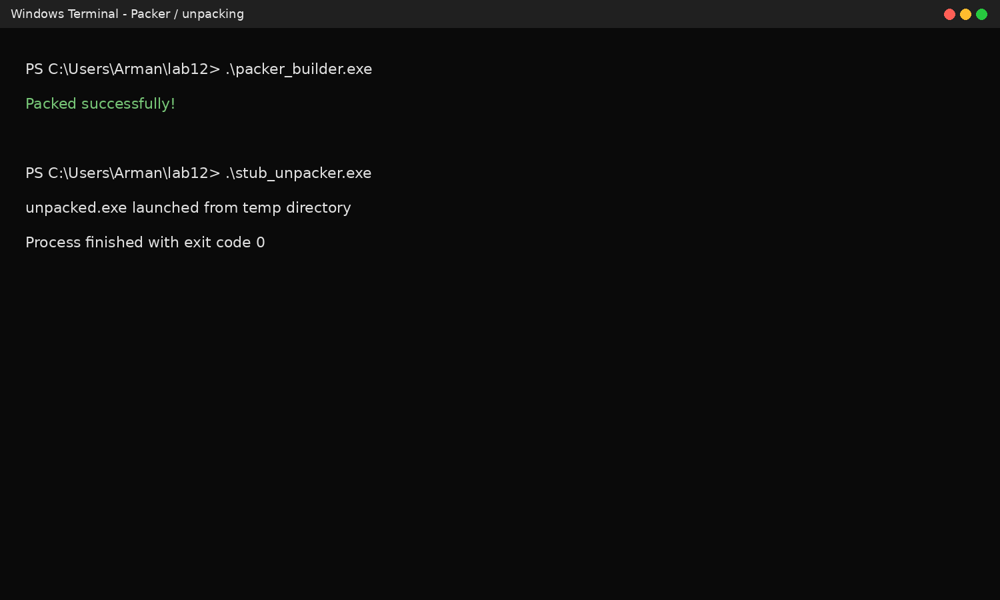 Windows Terminal - Packer / unpacking
PS C:\Users\Arman\lab12> .\packer_builder.exe
Packed successfully!
PS C:\Users\Arman\lab12> .\stub_unpacker.exe
unpacked.exe launched from temp directory
Process finished with exit code 0